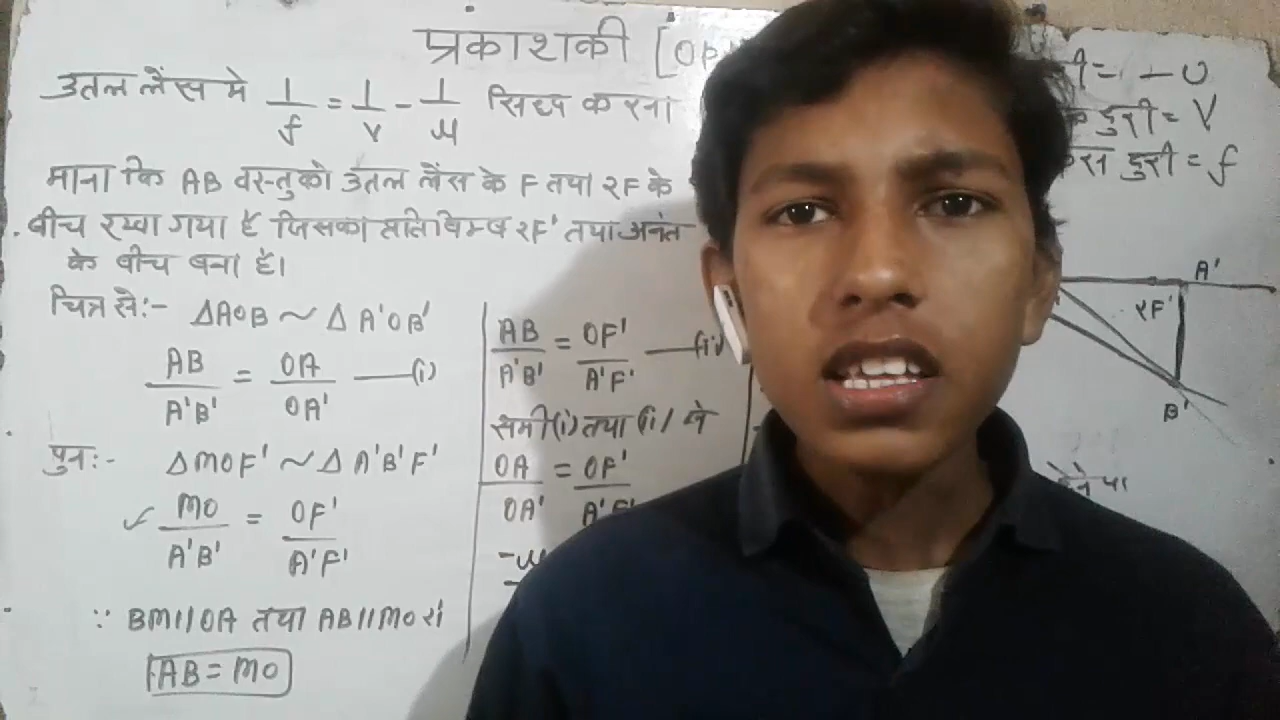 प्रकाशकी [OP
उतल लेंस मे 1/f = 1/v - 1/u सिध्द करना
माना कि AB वस्तु को उतल लेंस के F तथा 2F के
बीच रखा गया है जिसका प्रतिबिम्ब 2F' तथा अनंत
के बीच बना है।
चित्र से:- ΔAOB ~ Δ A'OB'
AB/A'B' = OA/OA' —(i)
पुन:- ΔMOF' ~ Δ A'B'F'
MO/A'B' = OF'/A'F'
∵ BM||OA तथा AB||MO से
AB = MO
AB/A'B' = OF'/A'F' —(ii)
समी (i) तथा (ii) से
OA/OA' = OF'/A'F'
-u
= -u
दुरी = v
दुरी = f
A'
2F'
B'